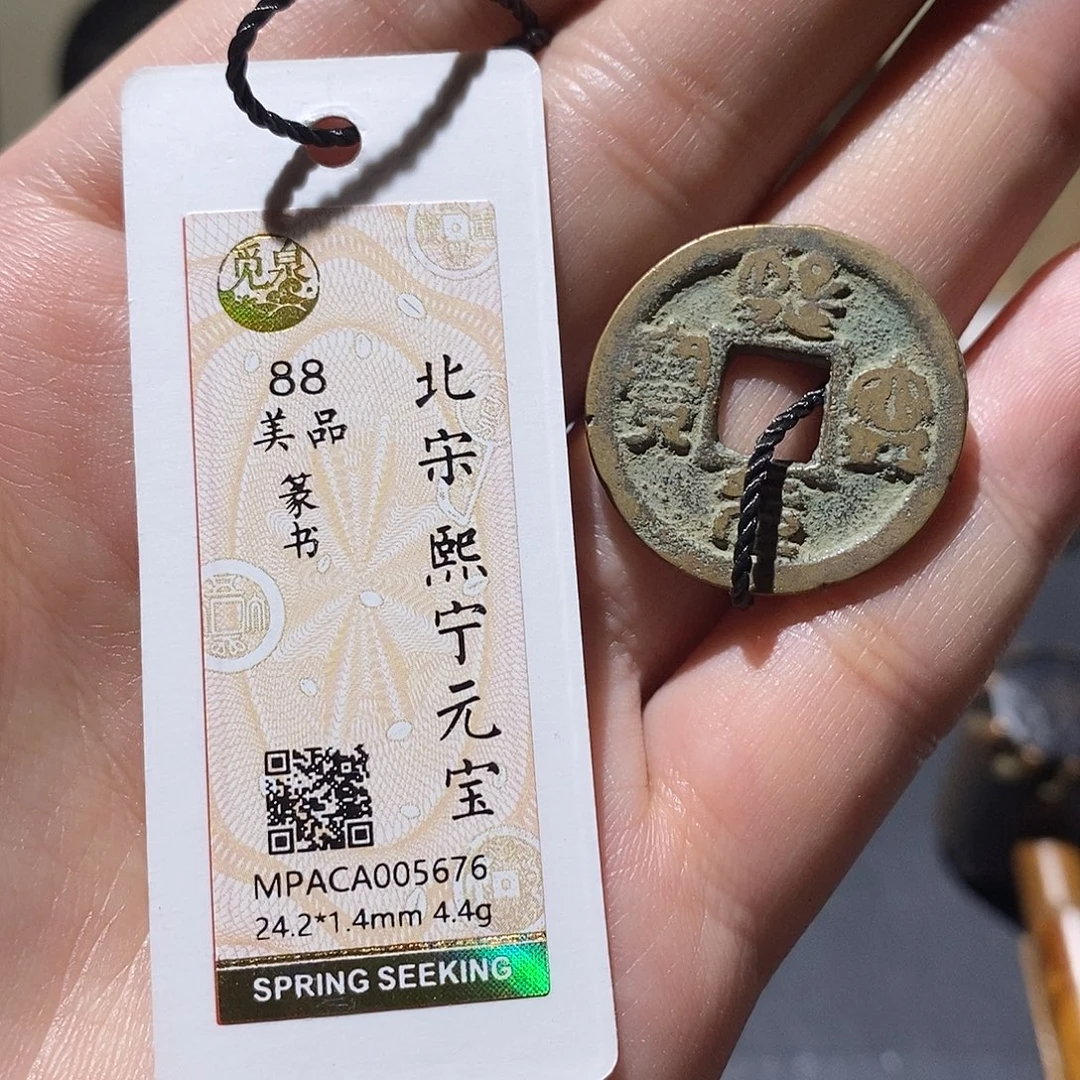 觅泉
88
美品
篆书
北宋熙宁元宝
MPACA005676
24.2*1.4mm 4.4g
SPRING SEEKING